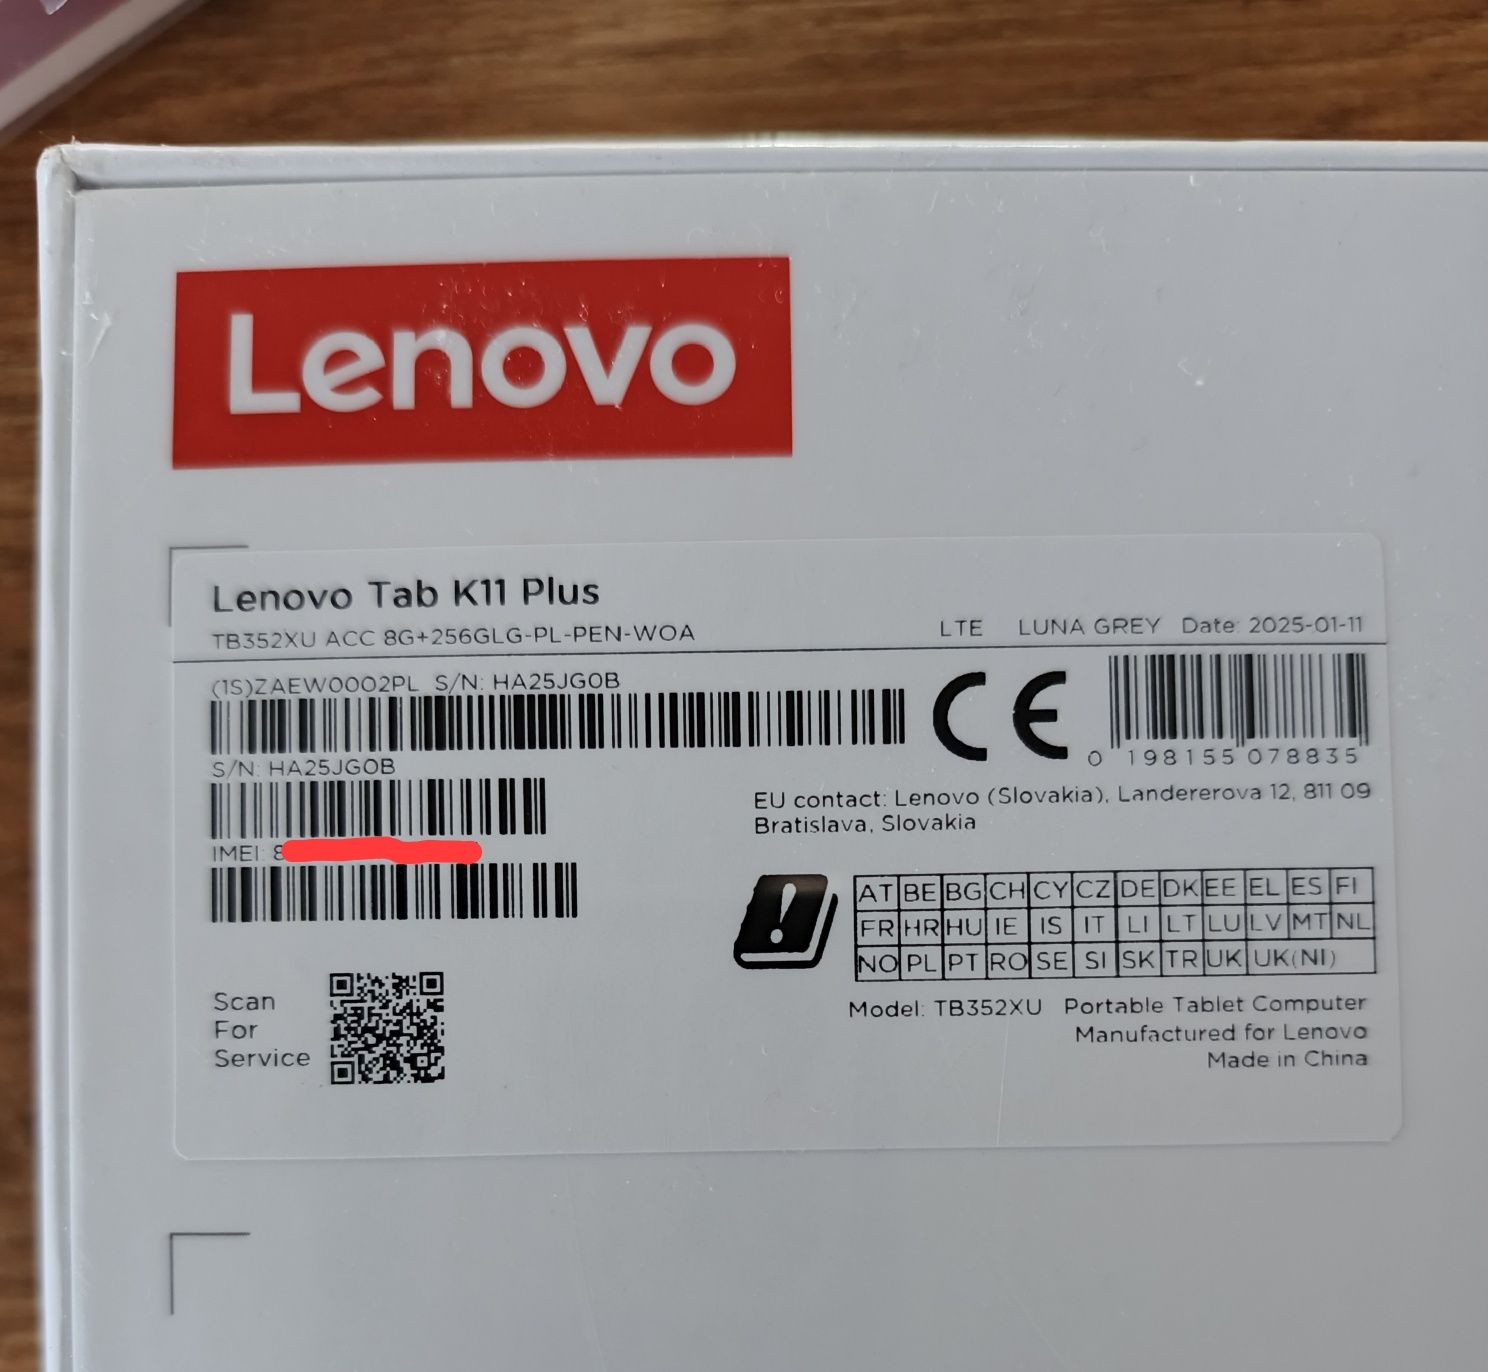 Lenovo
Lenovo Tab K11 Plus
TB352XU ACC 8G+256GLG-PL-PEN-WOA LTE LUNA GREY Date: 2025-01-11
(1S)ZAEW0002PL S/N: HA25JG0B
S/N: HA25JG0B
0 198155 078835
IMEI: 8
EU contact: Lenovo (Slovakia), Landererova 12, 811 09
Bratislava, Slovakia
AT BE BG CH CY CZ DE DK EE EL ES FI
FR HR HU IE IS IT LI LT LU LV MT NL
NO PL PT RO SE SI SK TR UK UK(NI)
Scan
For
Service
Model: TB352XU Portable Tablet Computer
Manufactured for Lenovo
Made in China